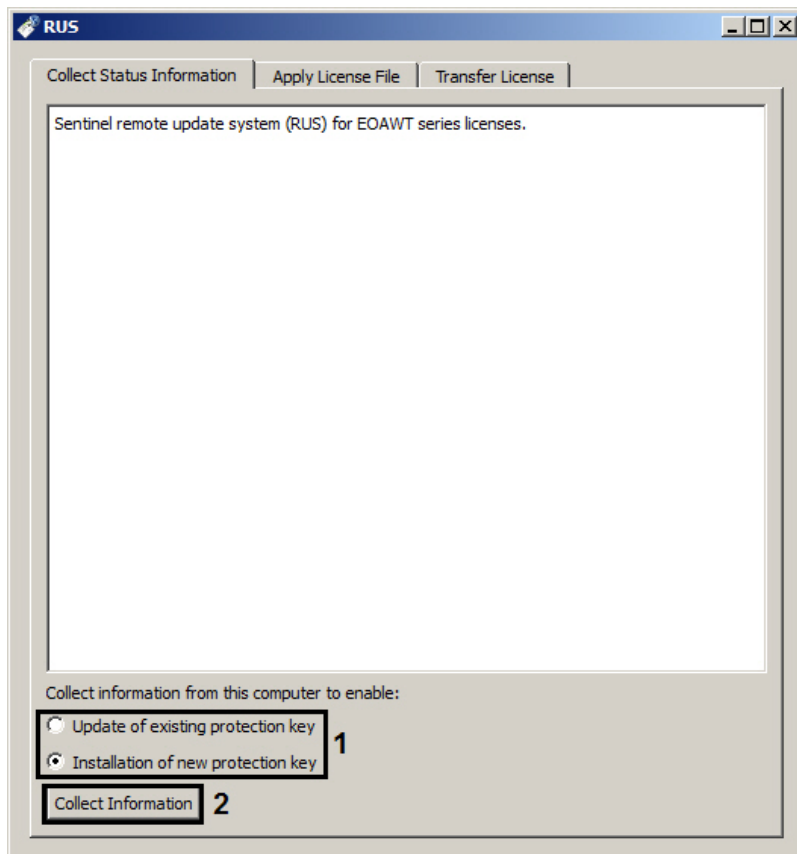 RUS
Collect Status Information Apply License File Transfer License
Sentinel remote update system (RUS) for EOAWT series licenses.
Collect information from this computer to enable:
Update of existing protection key
1
Installation of new protection key
Collect Information 2